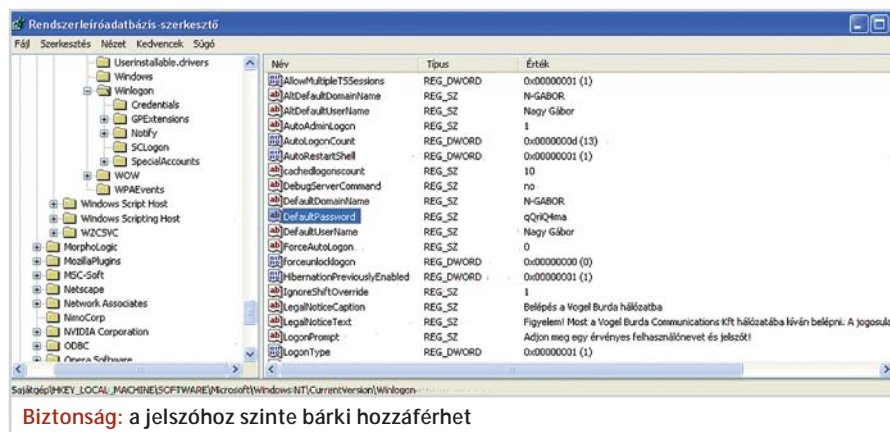 Rendszerleíróadatbázis-szerkesztő
Fájl Szerkesztés Nézet Kedvencek Súgó
Userinstallable.drivers
Windows
Winlogon
Credentials
GPExtensions
Notify
SCLogon
SpecialAccounts
WOW
WPAEvents
Windows Script Host
Windows Scripting Host
WZCSVC
MorphoLogic
MozillaPlugins
MSC-Soft
Netscape
Network Associates
NimoCorp
NVIDIA Corporation
ODBC
Opera Software
Név Típus Érték
AllowMultipleTSSessions REG_DWORD 0x00000001 (1)
AltDefaultDomainName REG_SZ N-GABOR
AltDefaultUserName REG_SZ Nagy Gábor
AutoAdminLogon REG_SZ 1
AutoLogonCount REG_DWORD 0x0000000d (13)
AutoRestartShell REG_DWORD 0x00000001 (1)
cachedlogonscount REG_SZ 10
DebugServerCommand REG_SZ no
DefaultDomainName REG_SZ N-GABOR
DefaultPassword REG_SZ qQriQ4ma
DefaultUserName REG_SZ Nagy Gábor
ForceAutoLogon REG_SZ 0
forceunlocklogon REG_DWORD 0x00000000 (0)
HibernationPreviouslyEnabled REG_DWORD 0x00000001 (1)
IgnoreShiftOverride REG_SZ 1
LegalNoticeCaption REG_SZ Belépés a Vogel Burda hálózatba
LegalNoticeText REG_SZ Figyelem! Most a Vogel Burda Communications Kft hálózatába kíván belépni. A jogosula
LogonPrompt REG_SZ Adjon meg egy érvényes felhasználónevet és jelszót!
LogonType REG_DWORD 0x00000001 (1)
Sajátgép\HKEY_LOCAL_MACHINE\SOFTWARE\Microsoft\Windows NT\CurrentVersion\Winlogon
Biztonság: a jelszóhoz szinte bárki hozzáférhet